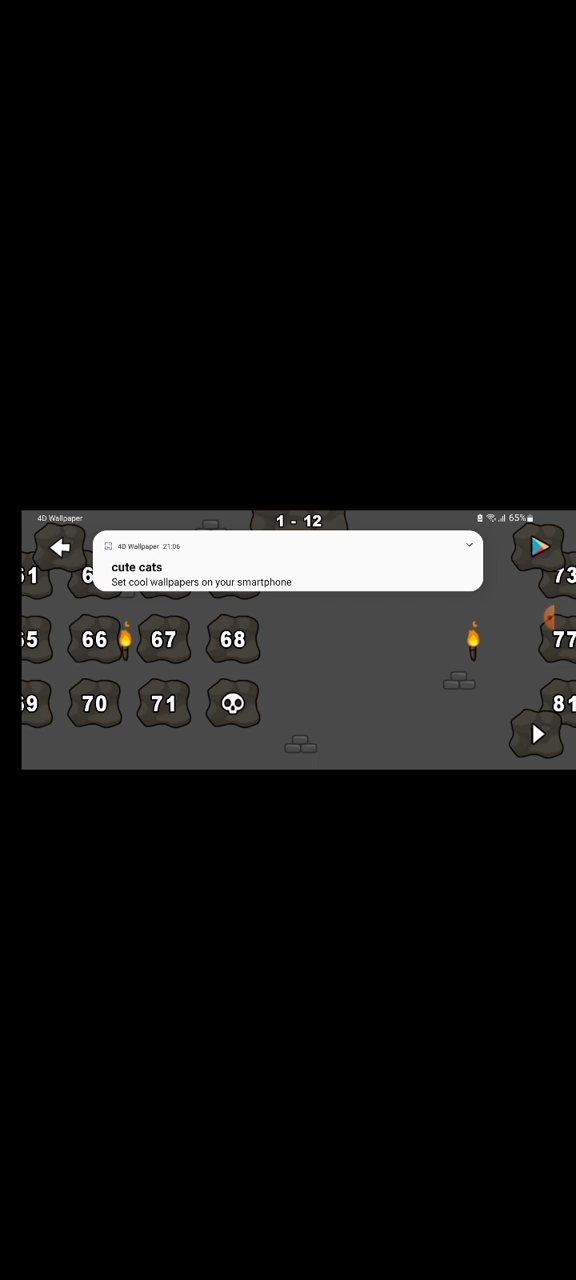 4D Wallpaper 65%
1 - 12
4D Wallpaper 21:06
cute cats
Set cool wallpapers on your smartphone
73
66 67 68 77
70 71 81